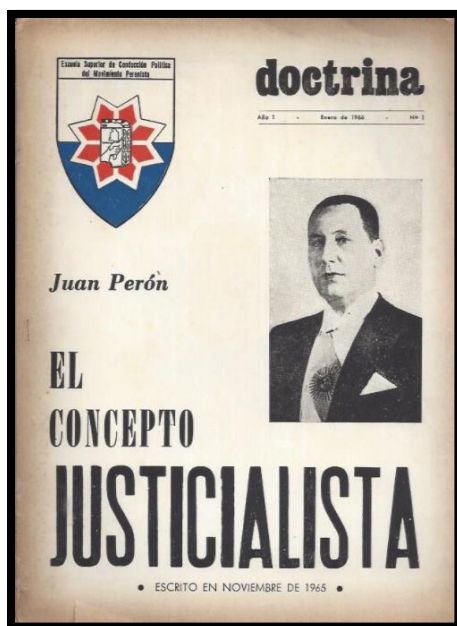 Escuela Superior de Conducción Política
del Movimiento Peronista
doctrina
Año 1 - Enero de 1966 - Nº 1
Juan Perón
EL
CONCEPTO
JUSTICIALISTA
• ESCRITO EN NOVIEMBRE DE 1965 •